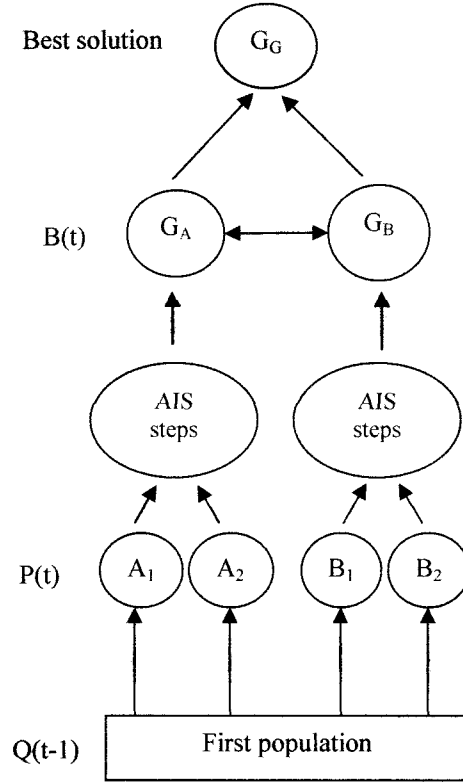 Best solution
G_G
B(t)
G_A
G_B
AIS
steps
AIS
steps
P(t)
A_1
A_2
B_1
B_2
Q(t-1)
First population